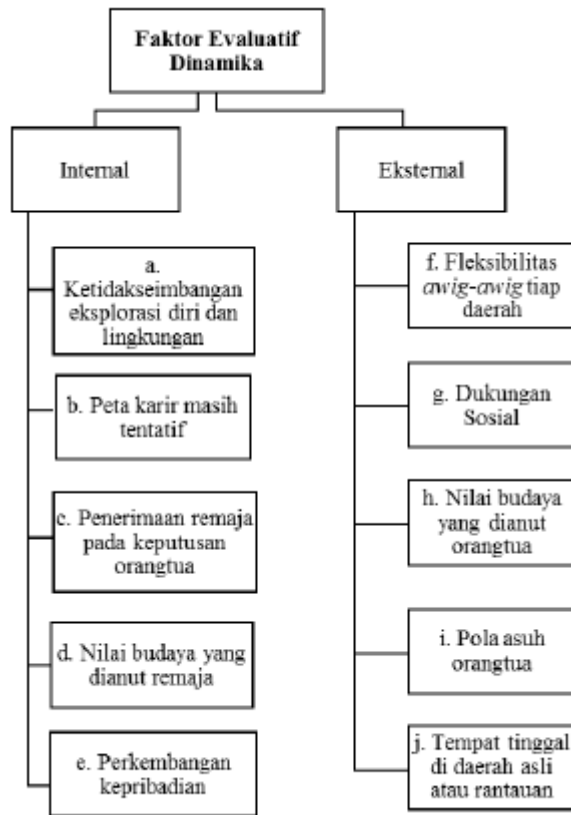 Faktor Evaluatif
Dinamika
Internal
Eksternal
a.
Ketidakseimbangan
eksplorasi diri dan
lingkungan
b. Peta karir masih
tentatif
c. Penerimaan remaja
pada keputusan
orangtua
d. Nilai budaya yang
dianut remaja
e. Perkembangan
kepribadian
f. Fleksibilitas
awig-awig tiap
daerah
g. Dukungan
Sosial
h. Nilai budaya
yang dianut
orangtua
i. Pola asuh
orangtua
j. Tempat tinggal
di daerah asli
atau rantauan